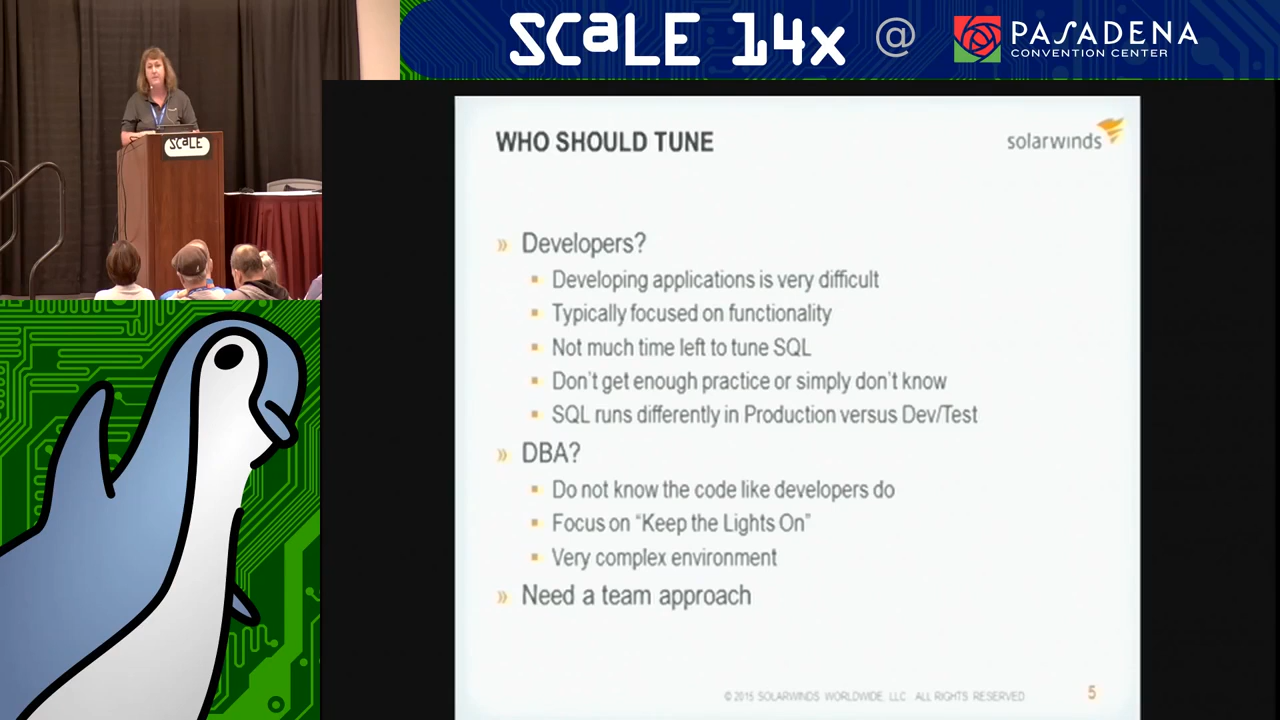 SCaLE 14x @ PASADENA
CONVENTION CENTER
SCaLE
WHO SHOULD TUNE
solarwinds
» Developers?
▪ Developing applications is very difficult
▪ Typically focused on functionality
▪ Not much time left to tune SQL
▪ Don't get enough practice or simply don't know
▪ SQL runs differently in Production versus Dev/Test
» DBA?
▪ Do not know the code like developers do
▪ Focus on “Keep the Lights On”
▪ Very complex environment
» Need a team approach
© 2015 SOLARWINDS WORLDWIDE, LLC. ALL RIGHTS RESERVED.
5